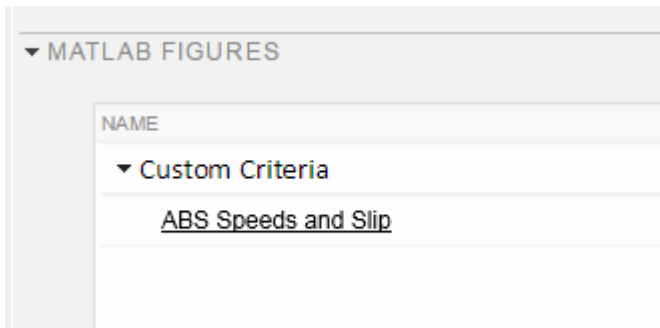 MATLAB FIGURES
NAME
Custom Criteria
ABS Speeds and Slip